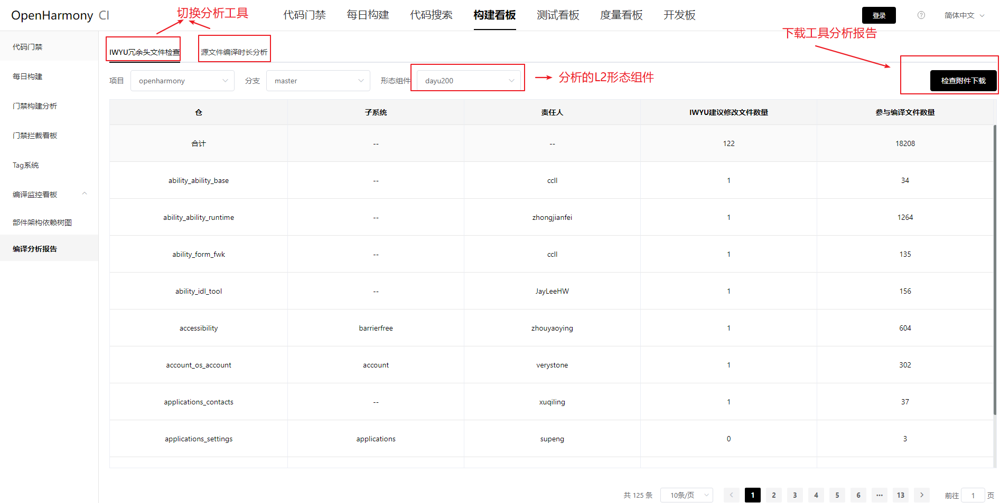 OpenHarmony CI
切换分析工具
代码门禁 每日构建 代码搜索 构建看板 测试看板 度量看板 开发板
登录
简体中文
下载工具分析报告
代码门禁
每日构建
门禁构建分析
门禁拦截看板
Tag系统
编译监控看板
部件架构依赖树图
编译分析报告
IWYU冗余头文件检查 源文件编译时长分析
项目 openharmony 分支 master 形态组件 dayu200
分析的L2形态组件
检查附件下载
仓 子系统 责任人 IWYU建议修改文件数量 参与编译文件数量
合计 -- -- 122 18208
ability_ability_base -- ccll 1 34
ability_ability_runtime -- zhongjianfei 1 1264
ability_form_fwk -- ccll 1 135
ability_idl_tool -- JayLeeHW 1 156
accessibility barrierfree zhouyaoying 1 604
account_os_account account verystone 1 302
applications_contacts -- xuqiling 1 37
applications_settings applications supeng 0 3
共 125 条 10条/页 < 1 2 3 4 5 6 ••• 13 > 前往 1 页